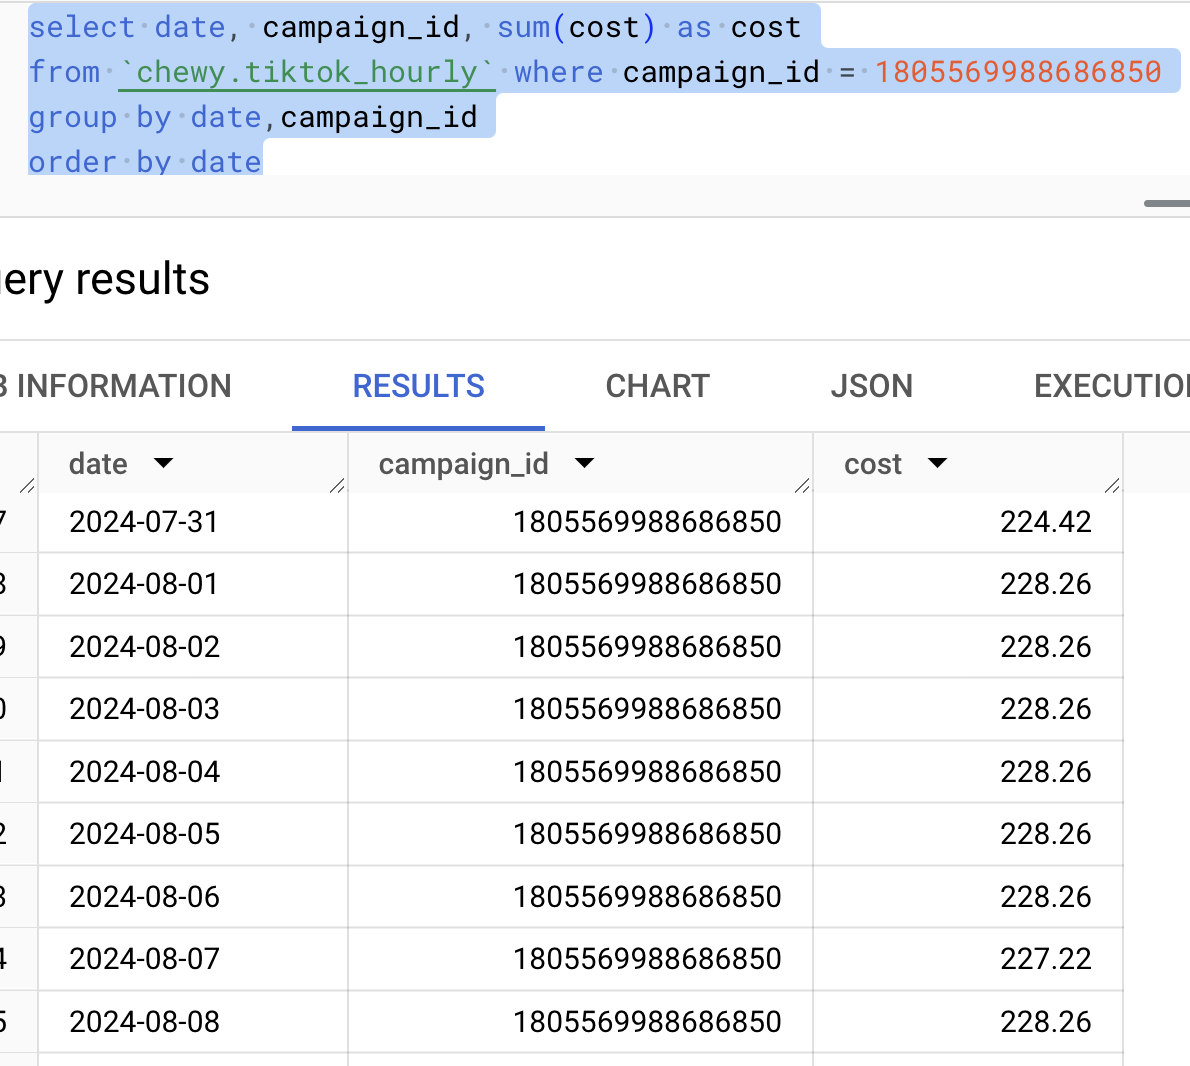 select date, campaign_id, sum(cost) as cost
from `chewy.tiktok_hourly` where campaign_id = 1805569988686850
group by date,campaign_id
order by date
ery results
B INFORMATION RESULTS CHART JSON EXECUTIO
date campaign_id cost
7 2024-07-31 1805569988686850 224.42
8 2024-08-01 1805569988686850 228.26
9 2024-08-02 1805569988686850 228.26
0 2024-08-03 1805569988686850 228.26
1 2024-08-04 1805569988686850 228.26
2 2024-08-05 1805569988686850 228.26
3 2024-08-06 1805569988686850 228.26
4 2024-08-07 1805569988686850 227.22
5 2024-08-08 1805569988686850 228.26